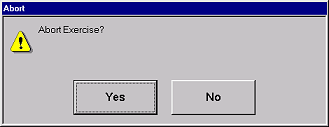 Abort
Abort Exercise?
Yes
No